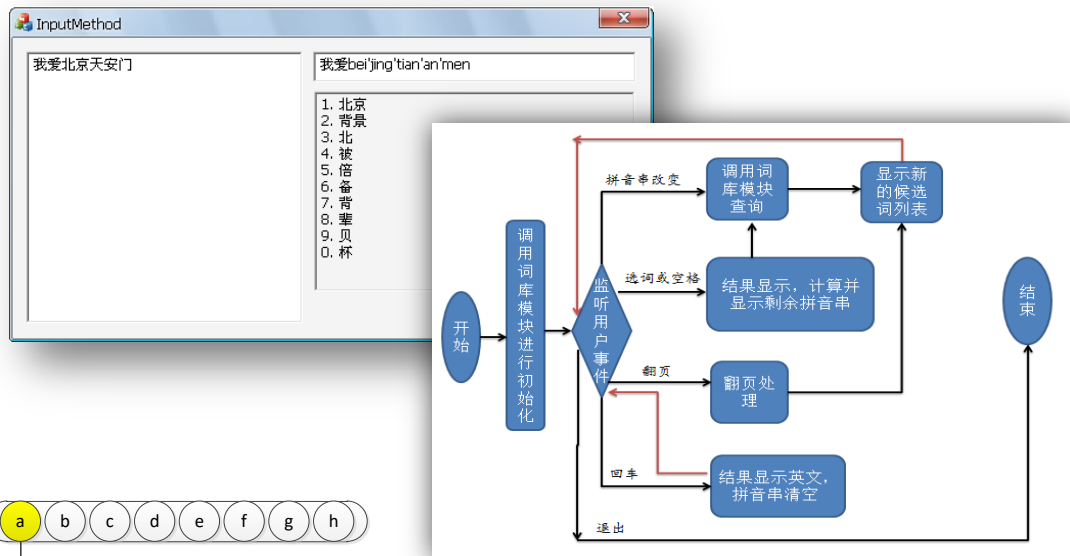 InputMethod
我爱北京天安门
我爱bei'jing'tian'an'men
1. 北京
2. 背景
3. 北
4. 被
5. 倍
6. 备
7. 背
8. 辈
9. 贝
0. 杯
开始
调用词库模块进行初始化
监听用户事件
拼音串改变
调用词
库模块
查询
显示新
的候选
词列表
选词或空格
结果显示，计算并
显示剩余拼音串
翻页
翻页处
理
回车
结果显示英文，
拼音串清空
退出
结束
a b c d e f g h